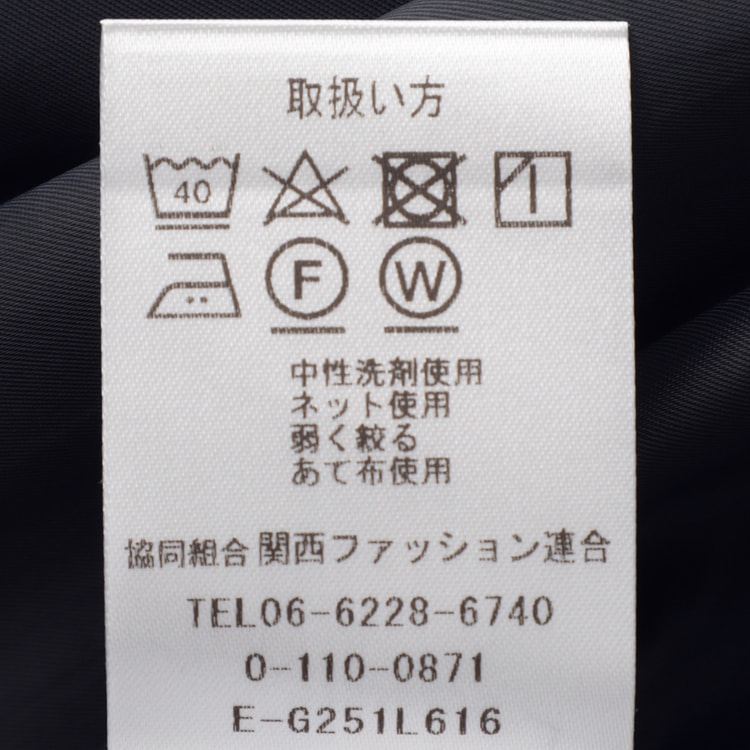 取扱い方
40
F W
中性洗剤使用
ネット使用
弱く絞る
あて布使用
協同組合 関西ファッション連合
TEL06-6228-6740
0-110-0871
E-G251L616